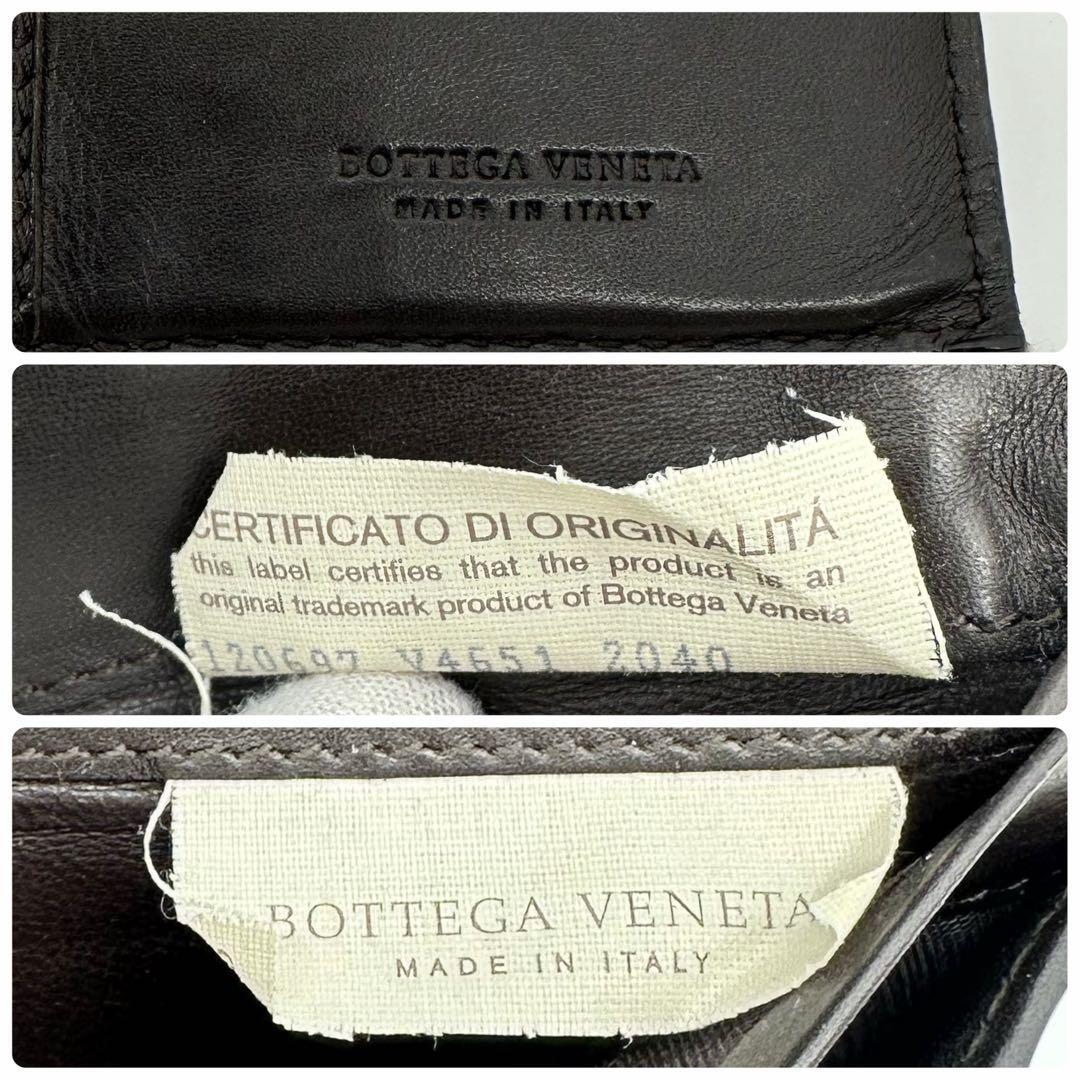 BOTTEGA VENETA
MADE IN ITALY
CERTIFICATO DI ORIGINALITÁ
this label certifies that the product is an
original trademark product of Bottega Veneta
120697 V4651 2040
BOTTEGA VENETA
MADE IN ITALY